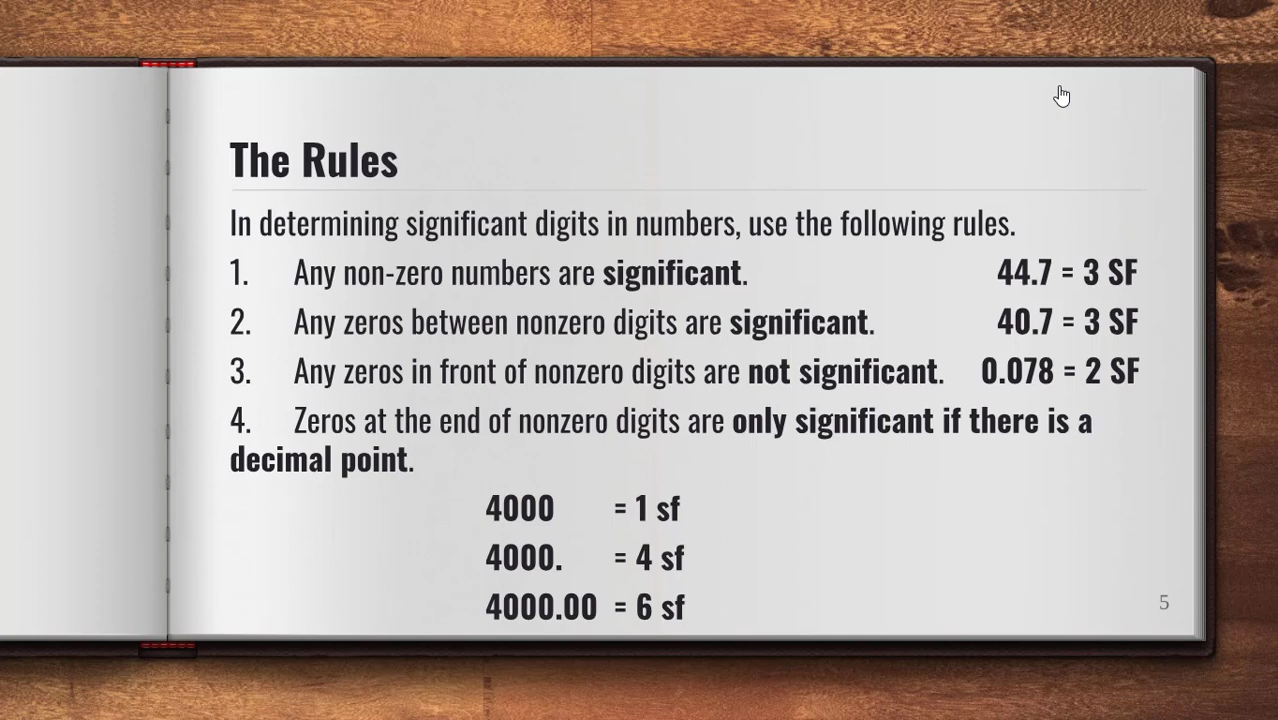 The Rules
In determining significant digits in numbers, use the following rules.
1. Any non-zero numbers are significant. 44.7 = 3 SF
2. Any zeros between nonzero digits are significant. 40.7 = 3 SF
3. Any zeros in front of nonzero digits are not significant. 0.078 = 2 SF
4. Zeros at the end of nonzero digits are only significant if there is a
decimal point.
4000 = 1 sf
4000. = 4 sf
4000.00 = 6 sf
5